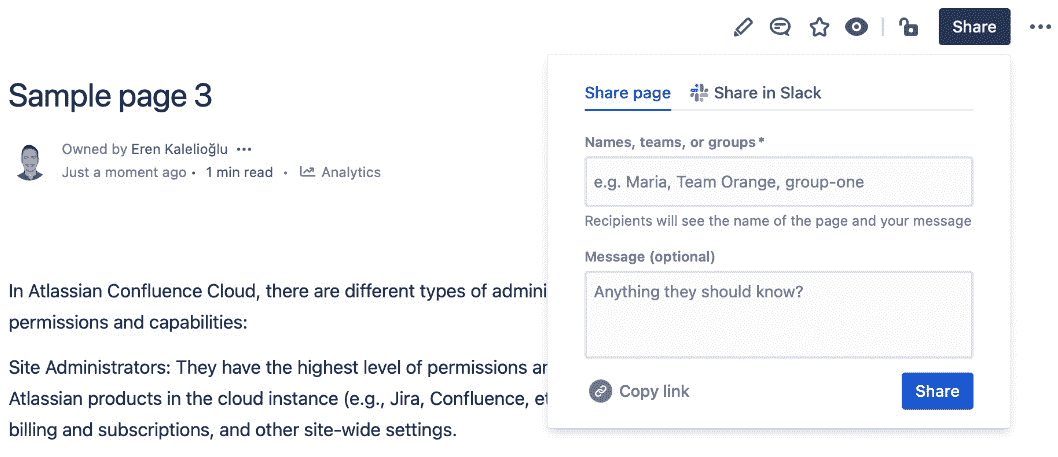 Share
Sample page 3
Owned by Eren Kalelioğlu •••
Just a moment ago • 1 min read • Analytics
In Atlassian Confluence Cloud, there are different types of admini
permissions and capabilities:
Site Administrators: They have the highest level of permissions an
Atlassian products in the cloud instance (e.g., Jira, Confluence, et
billing and subscriptions, and other site-wide settings.
Share page Share in Slack
Names, teams, or groups*
e.g. Maria, Team Orange, group-one
Recipients will see the name of the page and your message
Message (optional)
Anything they should know?
Copy link Share